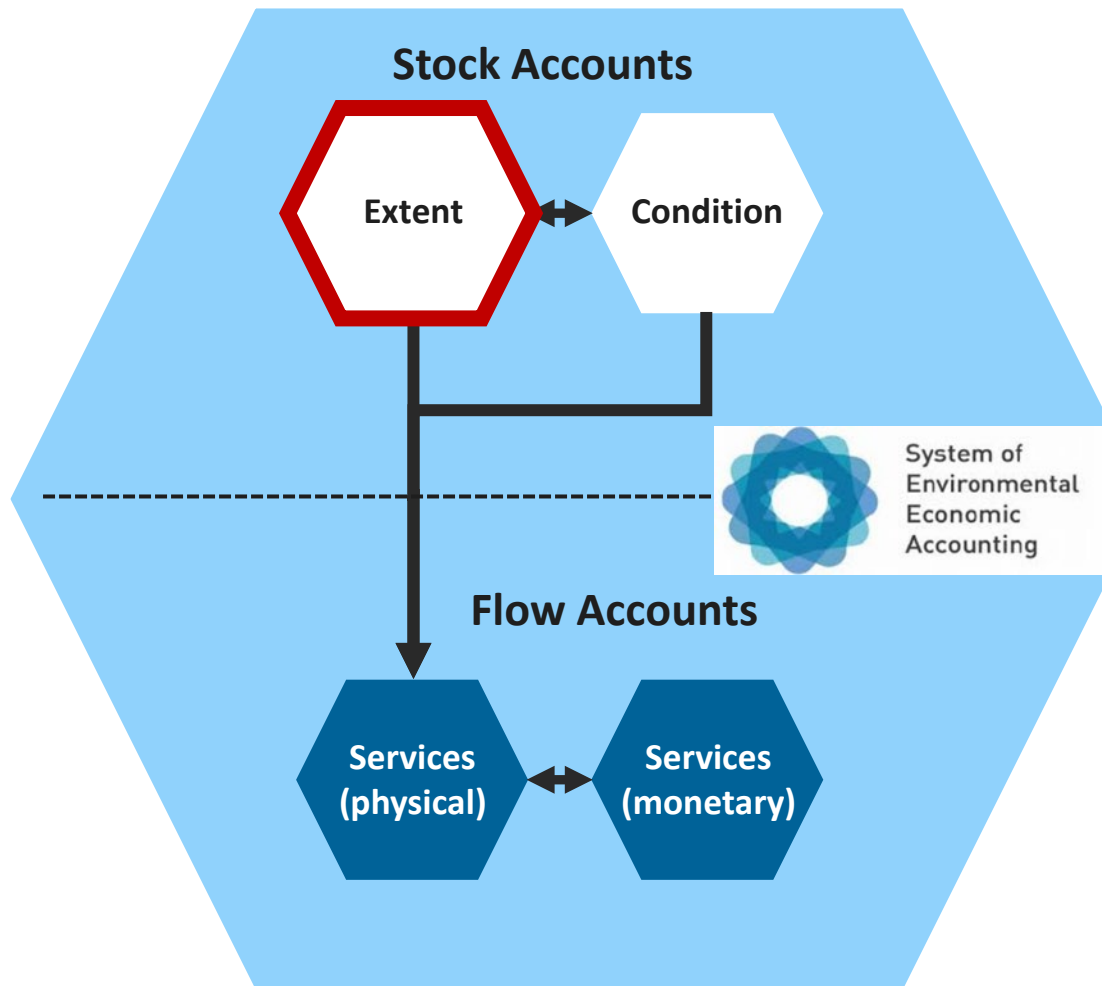 Stock Accounts
Extent
Condition
System of
Environmental
Economic
Accounting
Flow Accounts
Services
(physical)
Services
(monetary)